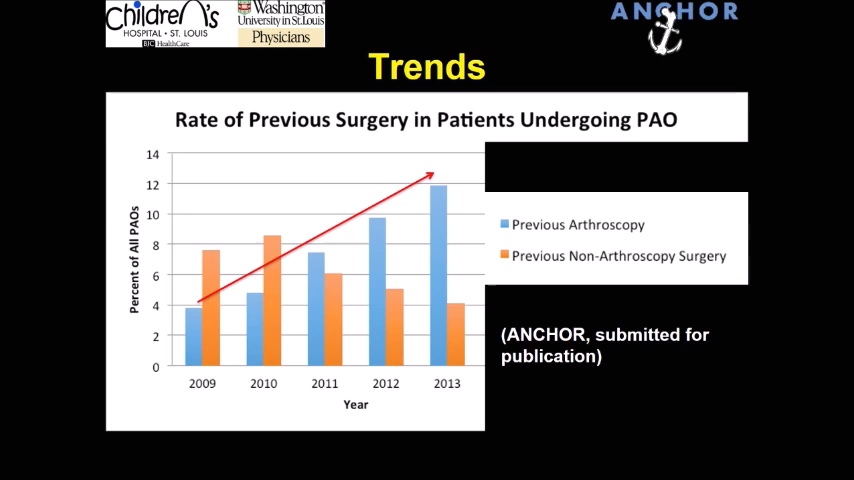 Children's
HOSPITAL • ST. LOUIS
BJC HealthCare
Washington
University in St. Louis
Physicians
ANCHOR
Trends
Rate of Previous Surgery in Patients Undergoing PAO
14
12
10
8
6
4
2
0
Percent of All PAOs
2009 2010 2011 2012 2013
Year
Previous Arthroscopy
Previous Non-Arthroscopy Surgery
(ANCHOR, submitted for
publication)